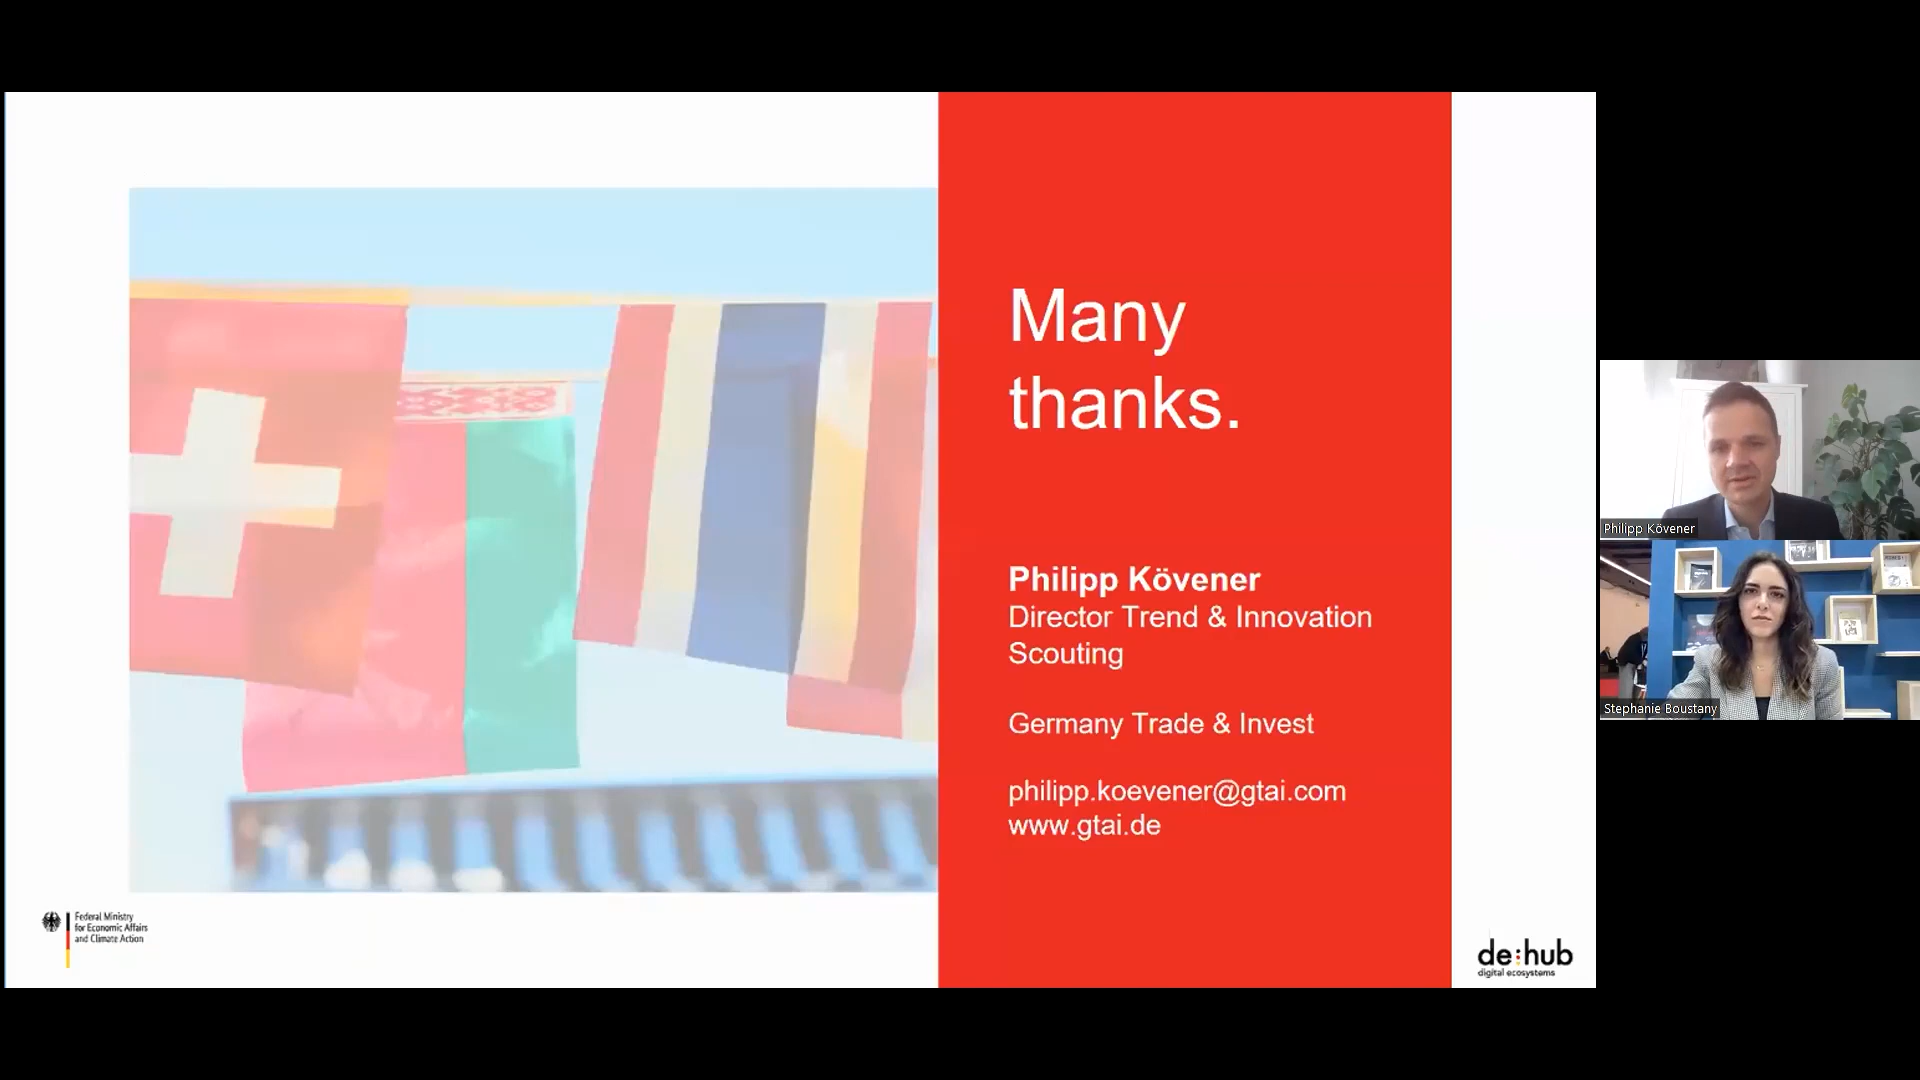 Many
thanks.
Philipp Kövener
Director Trend & Innovation
Scouting
Germany Trade & Invest
philipp.koevener@gtai.com
www.gtai.de
Federal Ministry
for Economic Affairs
and Climate Action
de:hub
digital ecosystems
Philipp Kövener
Stephanie Boustany